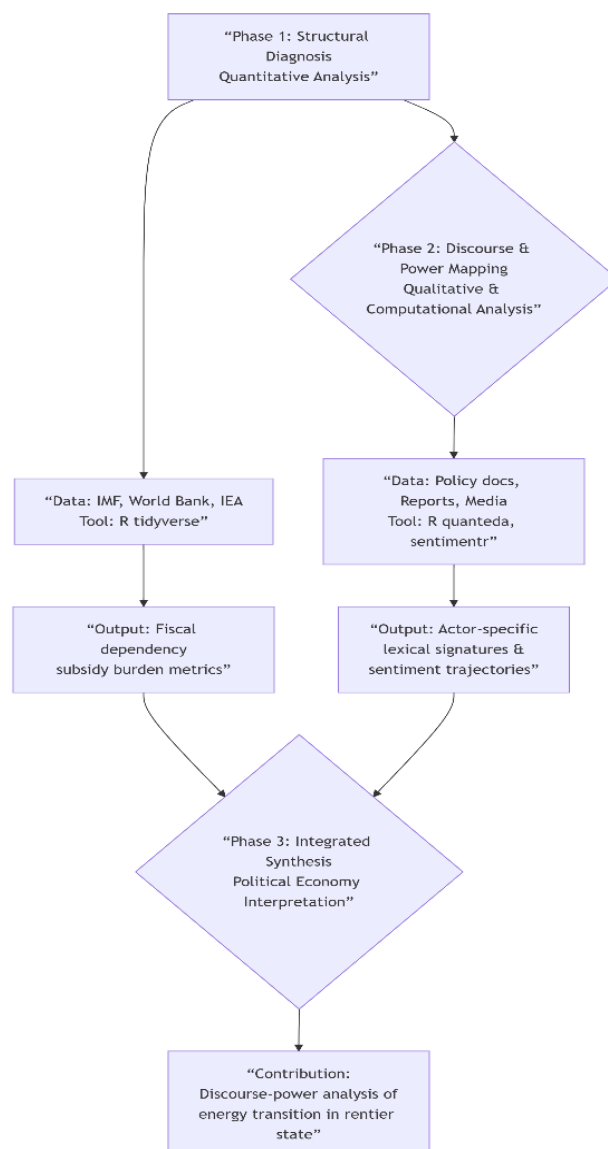 “Phase 1: Structural
Diagnosis
Quantitative Analysis”
“Phase 2: Discourse &
Power Mapping
Qualitative &
Computational Analysis”
“Data: IMF, World Bank, IEA
Tool: R tidyverse”
“Data: Policy docs,
Reports, Media
Tool: R quanteda,
sentimentr”
“Output: Fiscal
dependency
subsidy burden metrics”
“Output: Actor-specific
lexical signatures &
sentiment trajectories”
“Phase 3: Integrated
Synthesis
Political Economy
Interpretation”
“Contribution:
Discourse-power analysis of
energy transition in rentier
state”